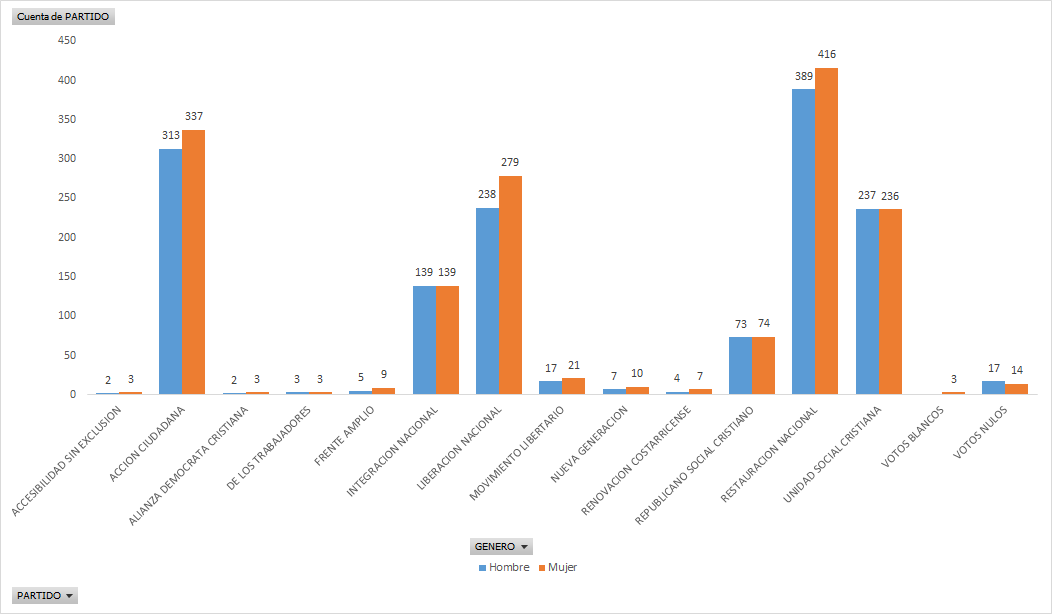 Cuenta de PARTIDO
450
400
350
300
250
200
150
100
50
0
2 3
313 337
2 3
3 3
5 9
139 139
238 279
17 21
7 10
4 7
73 74
389 416
237 236
3
17 14
ACCESIBILIDAD SIN EXCLUSION
ACCION CIUDADANA
ALIANZA DEMOCRATA CRISTIANA
DE LOS TRABAJADORES
FRENTE AMPLIO
INTEGRACION NACIONAL
LIBERACION NACIONAL
MOVIMIENTO LIBERTARIO
NUEVA GENERACION
RENOVACION COSTARRICENSE
REPUBLICANO SOCIAL CRISTIANO
RESTAURACION NACIONAL
UNIDAD SOCIAL CRISTIANA
VOTOS BLANCOS
VOTOS NULOS
GENERO
Hombre Mujer
PARTIDO